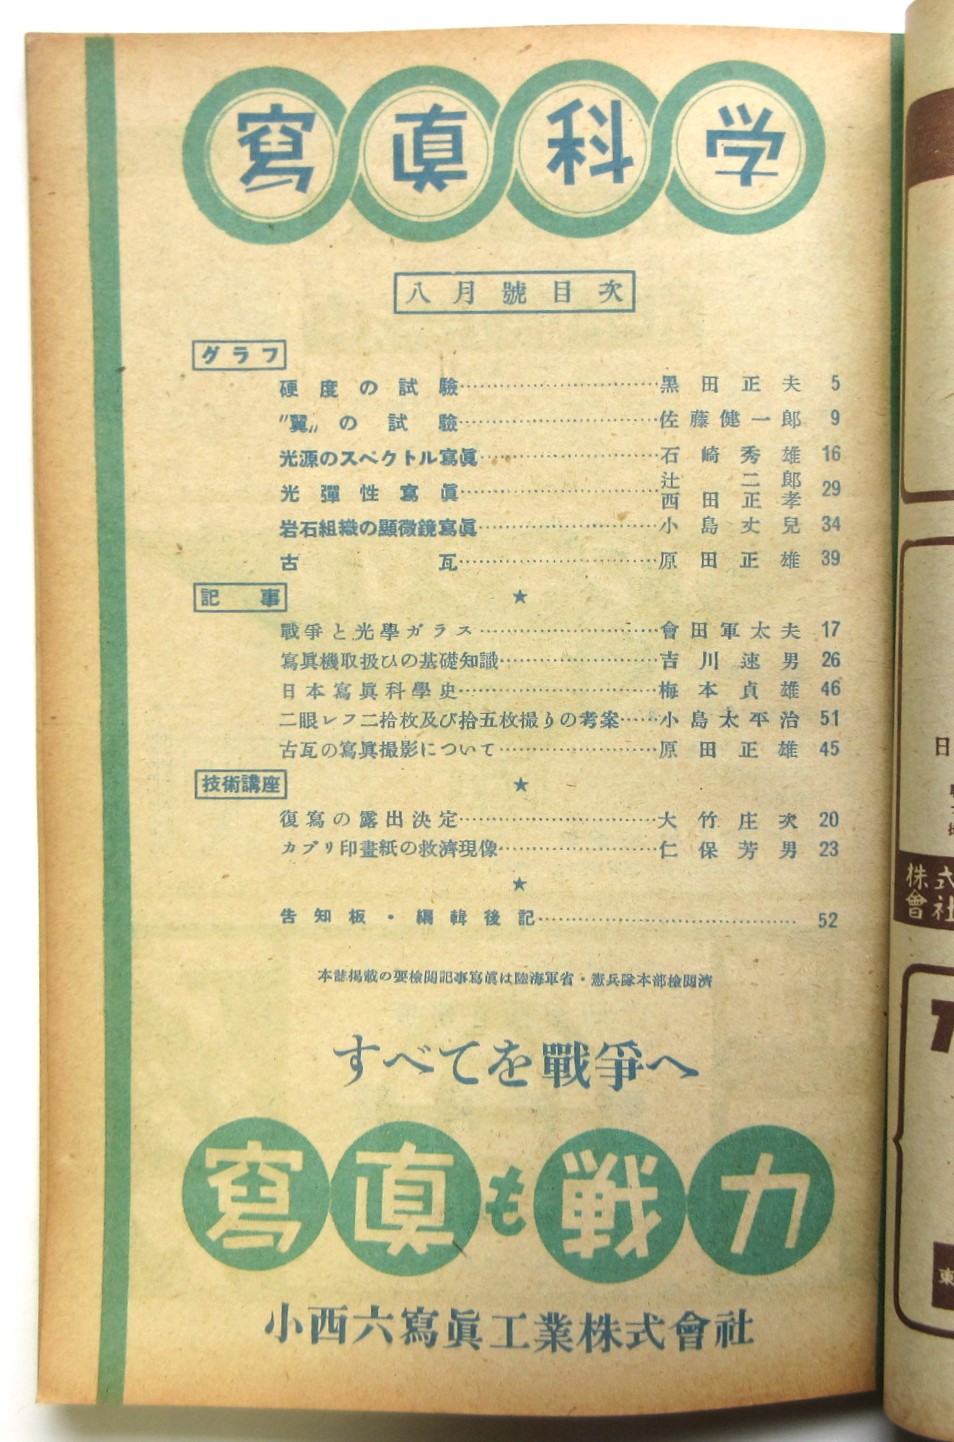 寫眞科学
八月號目次
グラフ
硬度の試驗……黒田正夫 5
〃翼〃の試驗……佐藤健一郎 9
光源のスペクトル寫眞……石崎秀雄 16
光彈性寫眞……辻二郎 西田正孝 29
岩石組織の顯微鏡寫眞……小島丈兒 34
古瓦……原田正雄 39
記事
★
戰爭と光學ガラス……會田軍太夫 17
寫眞機取扱ひの基礎知識……吉川速男 26
日本寫眞科學史……梅本貞雄 46
二眼レフ二拾枚及び拾五枚撮りの考案……小島太平治 51
古瓦の寫眞撮影について……原田正雄 45
技術講座
★
復寫の露出決定……大竹庄次 20
カブリ印畫紙の救濟現像……仁保芳男 23
★
告知板・編輯後記……52
本誌掲載の要檢閲記事寫眞は陸海軍省・憲兵隊本部檢閲濟
すべてを戰爭へ
寫眞も戦力
小西六寫眞工業株式會社
日
株式
會社
東